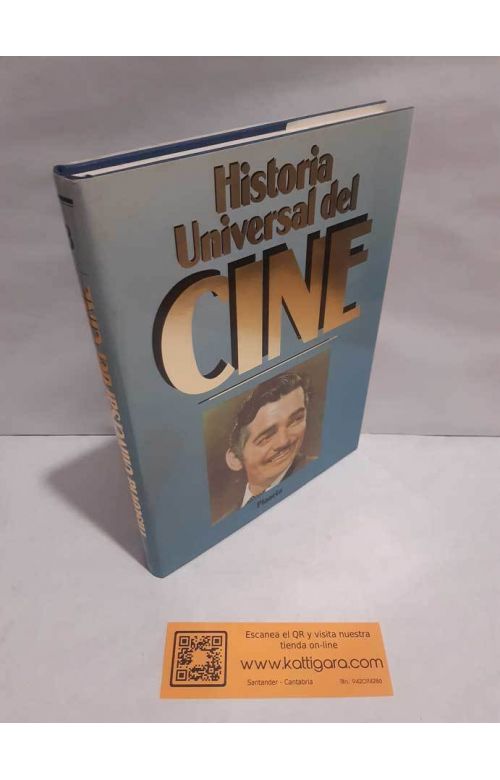 Historia
Universal del
CINE
Planeta
Historia Universal del CINE
Escanea el QR y visita nuestra
tienda on-line
www.kattigara.com
Santander - Cantabria